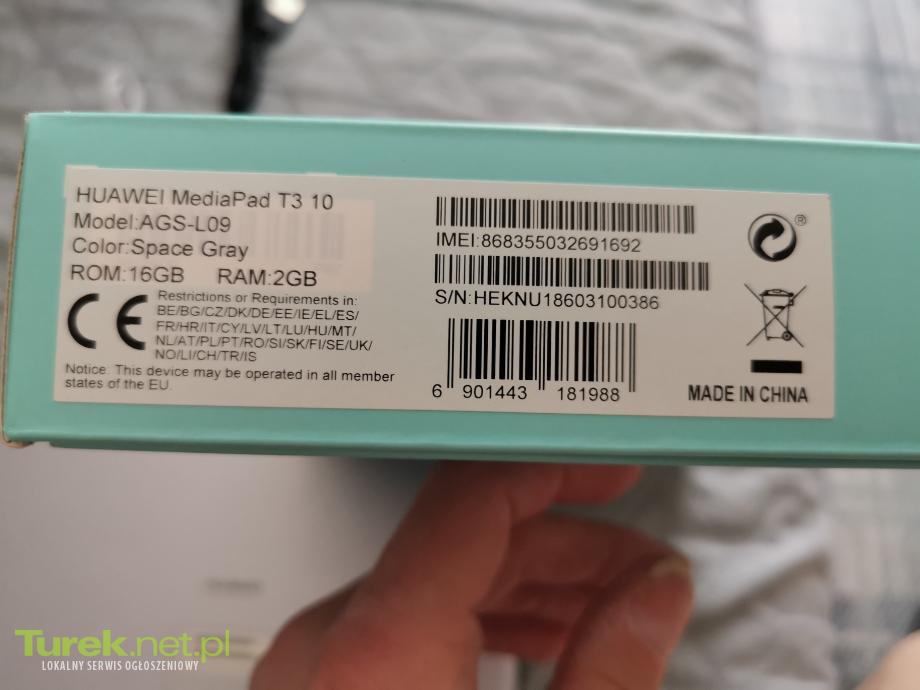 HUAWEI MediaPad T3 10
Model:AGS-L09
Color:Space Gray
ROM:16GB RAM:2GB
CE
Restrictions or Requirements in:
BE/BG/CZ/DK/DE/EE/IE/EL/ES/
FR/HR/IT/CY/LV/LT/LU/HU/MT/
NL/AT/PL/PT/RO/SI/SK/FI/SE/UK/
NO/LI/CH/TR/IS
Notice: This device may be operated in all member
states of the EU.
IMEI:868355032691692
S/N:HEKNU18603100386
6 901443 181988
®
MADE IN CHINA
Turek.net.pl
LOKALNY SERWIS OGŁOSZENIOWY